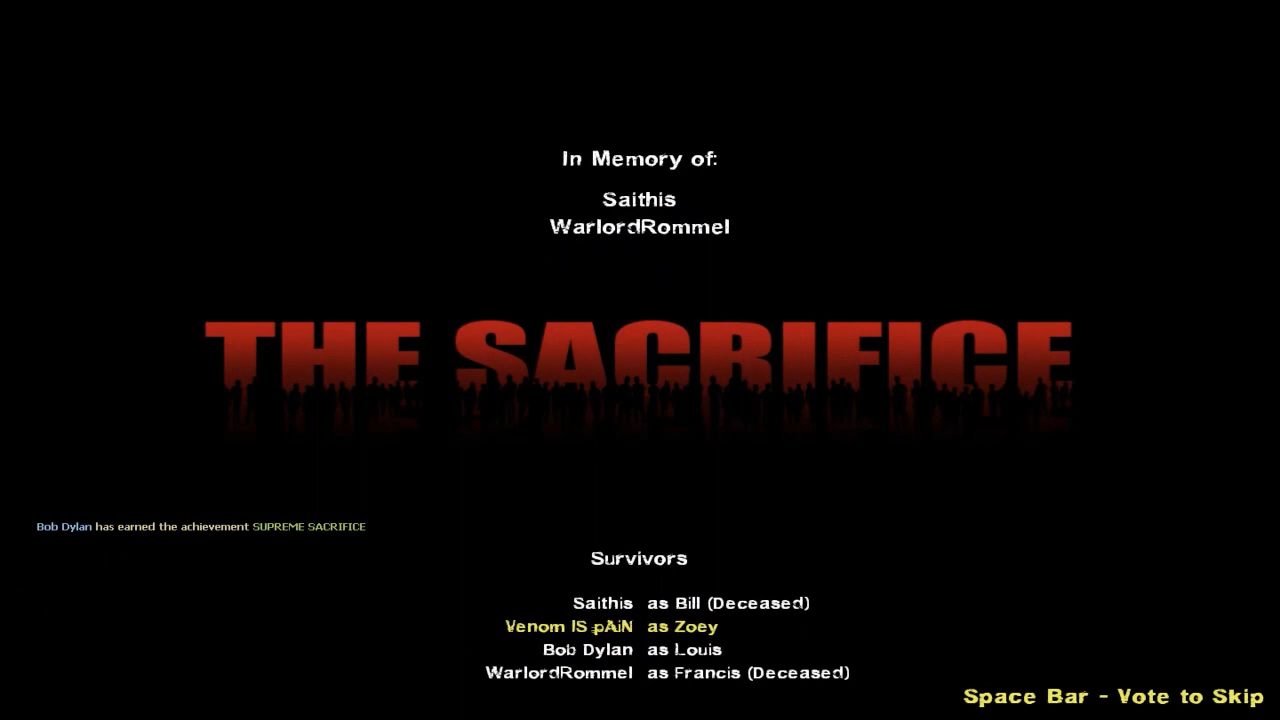 In Memory of:
Saithis
WarlordRommel
THE SACRIFICE
Bob Dylan has earned the achievement SUPREME SACRIFICE
Survivors
Saithis as Bill (Deceased)
Venom IS pAiN as Zoey
Bob Dylan as Louis
WarlordRommel as Francis (Deceased)
Space Bar - Vote to Skip